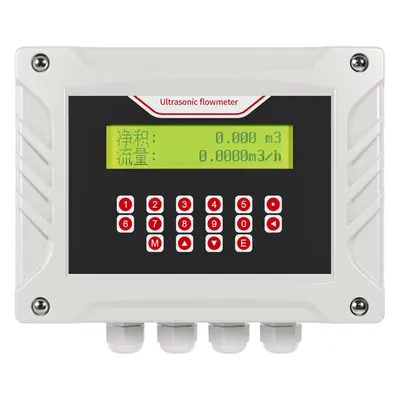 Ultrasonic flowmeter
净积: 0.000 m3
流量: 0.0000m3/h
1 2 3 4 5 •
6 7 8 9 0 ◀
M ▲ ▼ E